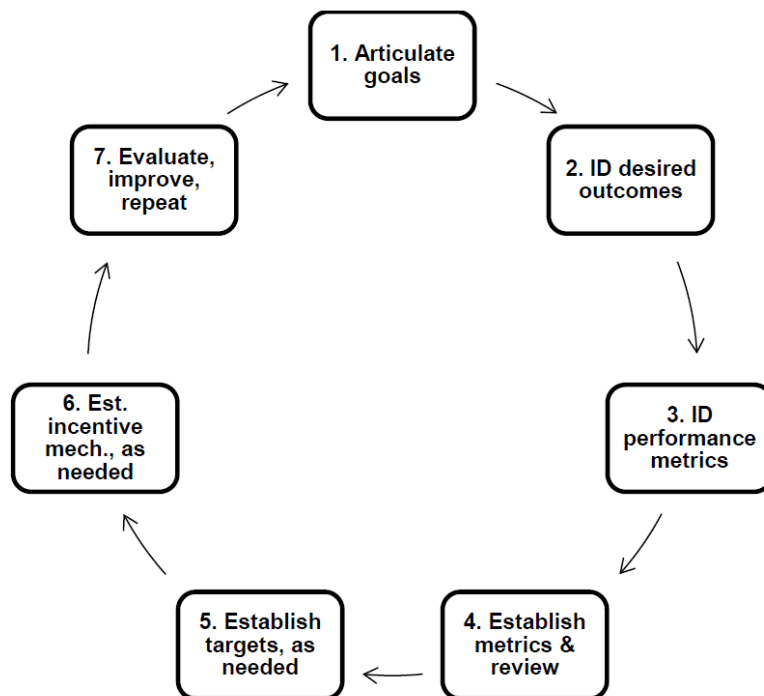 1. Articulate
goals
2. ID desired
outcomes
3. ID
performance
metrics
4. Establish
metrics &
review
5. Establish
targets, as
needed
6. Est.
incentive
mech., as
needed
7. Evaluate,
improve,
repeat